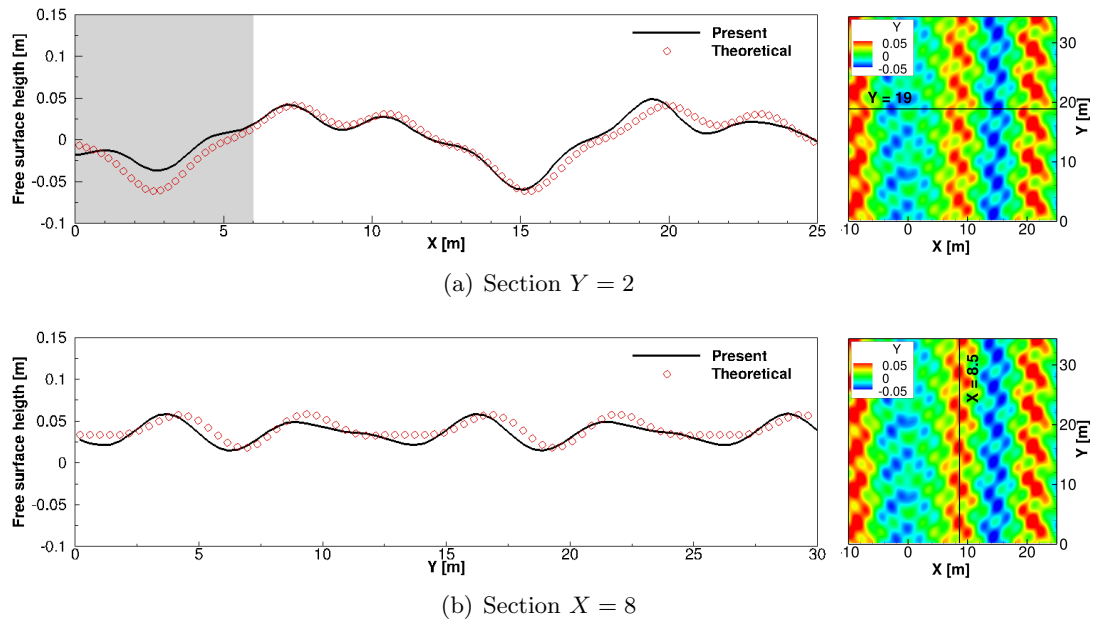 0.15
0.1
0.05
0
-0.05
-0.1
Free surface heigth [m]
Present
Theoretical
0 5 10 15 20 25
X [m]
Y
0.05
0
-0.05
Y = 19
30
20
10
0
Y [m]
-10 0 10 20
X [m]
(a) Section Y = 2
0.15
0.1
0.05
0
-0.05
-0.1
Free surface heigth [m]
Present
Theoretical
0 5 10 15 20 25 30
Y [m]
Y
0.05
0
-0.05
X = 8.5
30
20
10
0
Y [m]
-10 0 10 20
X [m]
(b) Section X = 8